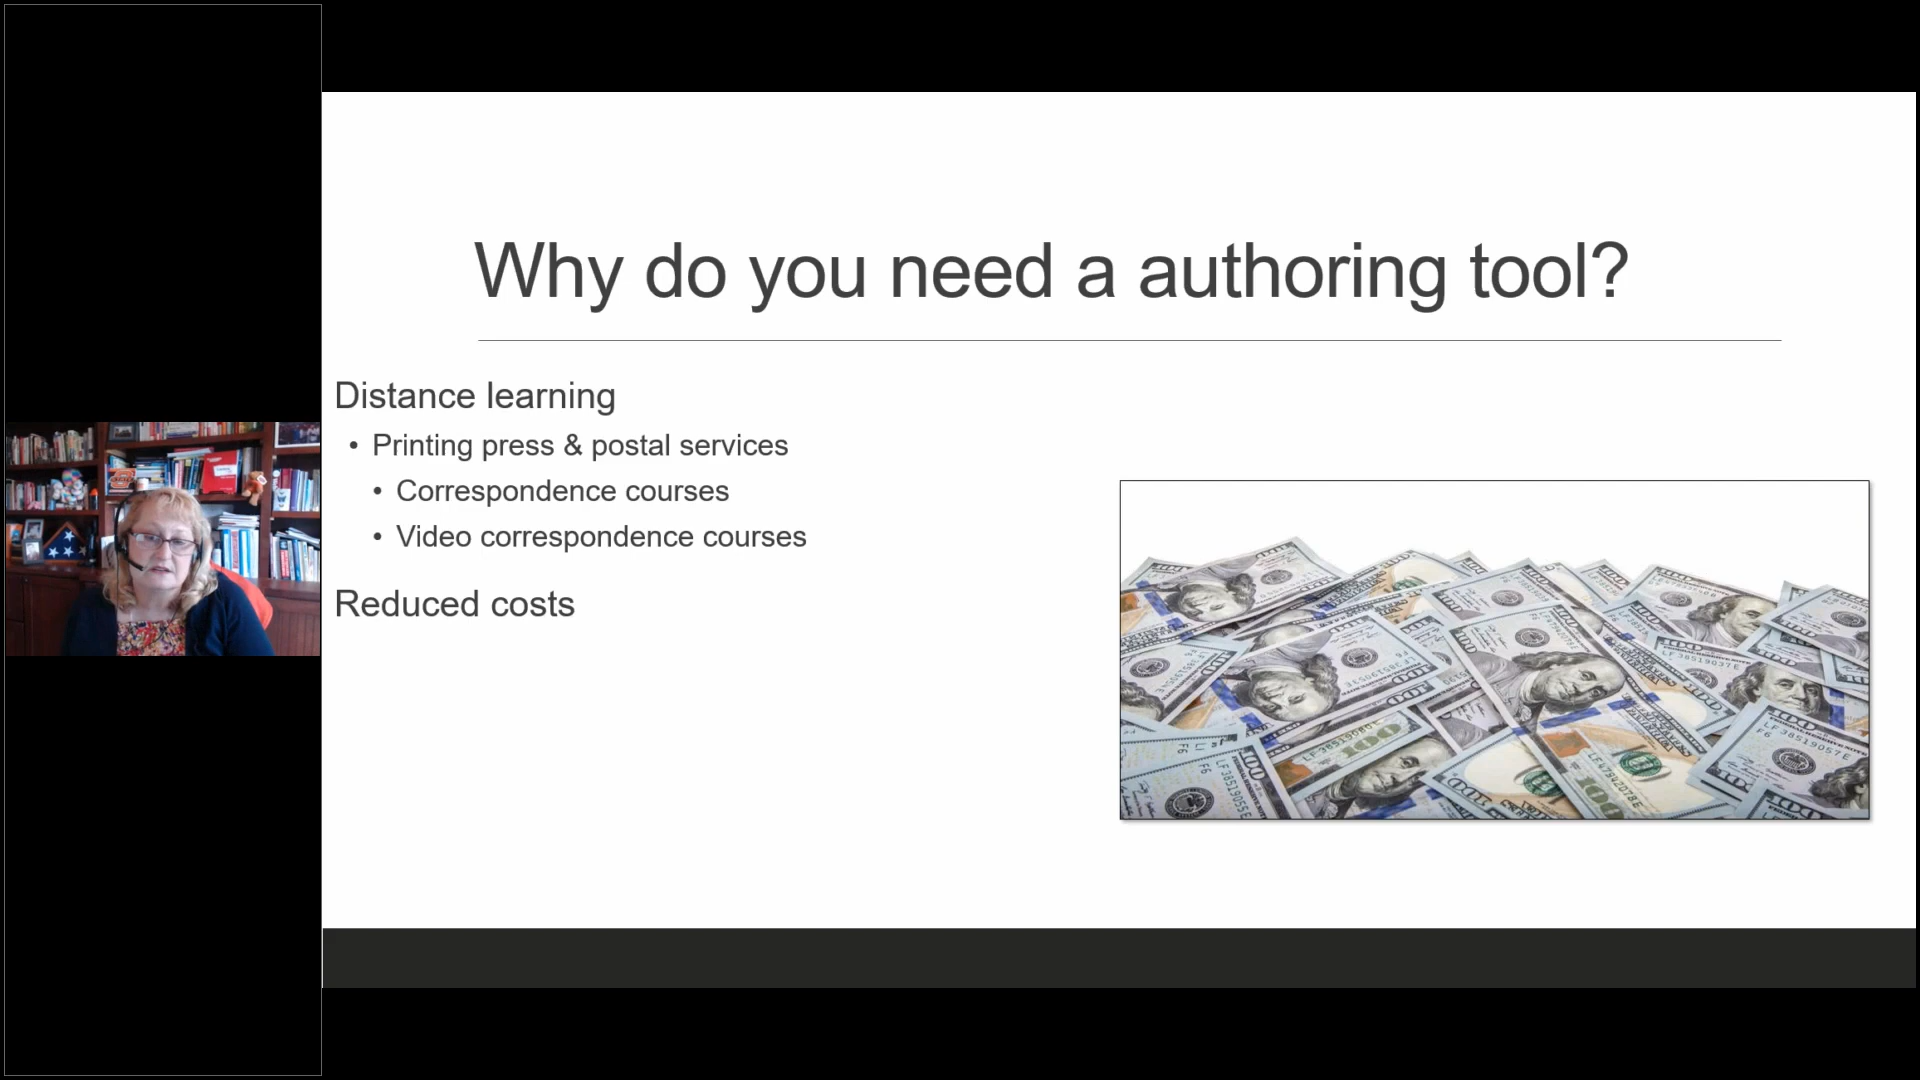 Why do you need a authoring tool?
Distance learning
• Printing press & postal services
• Correspondence courses
• Video correspondence courses
Reduced costs